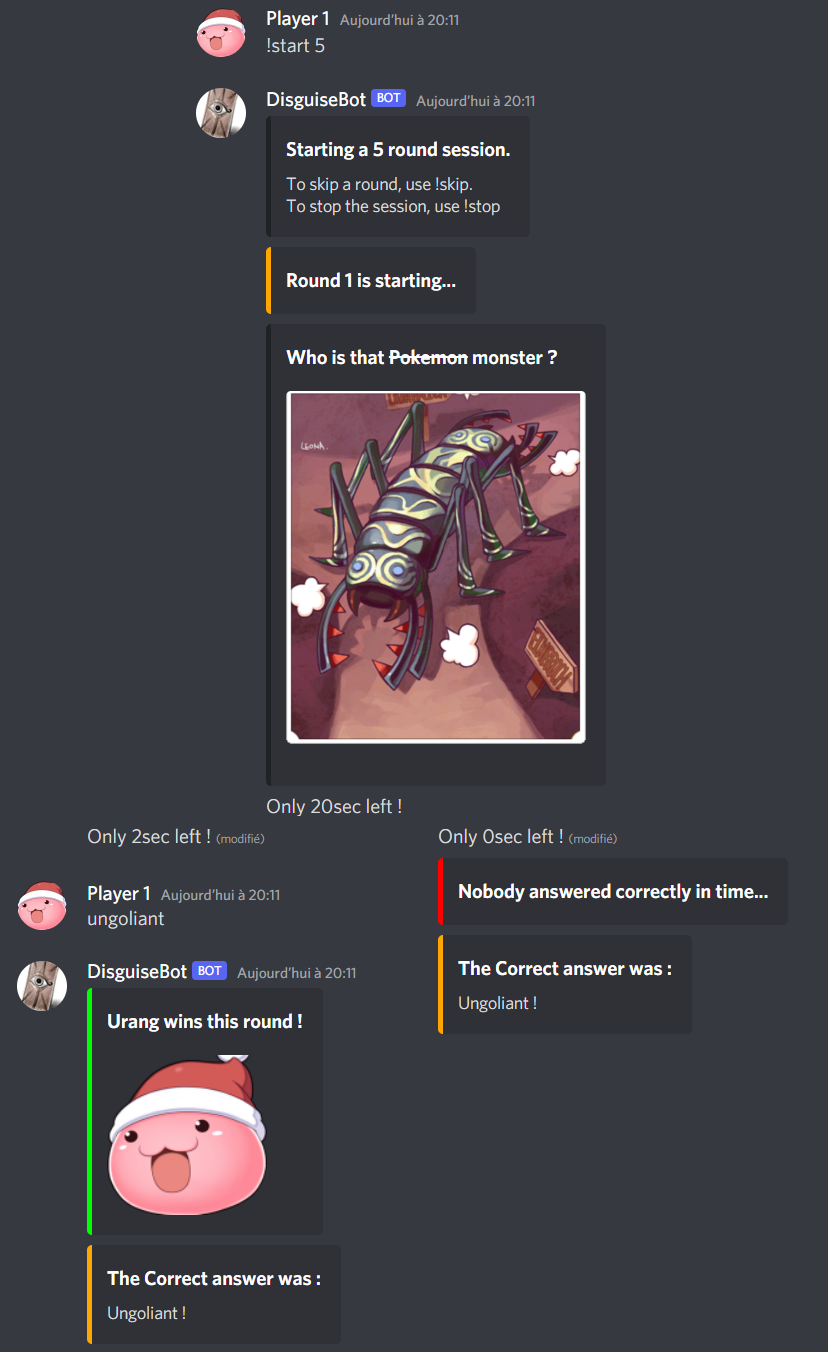 Player 1 Aujourd'hui à 20:11
!start 5
DisguiseBot BOT Aujourd'hui à 20:11
Starting a 5 round session.
To skip a round, use !skip.
To stop the session, use !stop
Round 1 is starting...
Who is that Pokemon monster ?
LEONA.
Only 20sec left !
Only 2sec left ! (modifié)
Player 1 Aujourd'hui à 20:11
ungoliant
DisguiseBot BOT Aujourd'hui à 20:11
Urang wins this round !
The Correct answer was :
Ungoliant !
Only 0sec left ! (modifié)
Nobody answered correctly in time...
The Correct answer was :
Ungoliant !